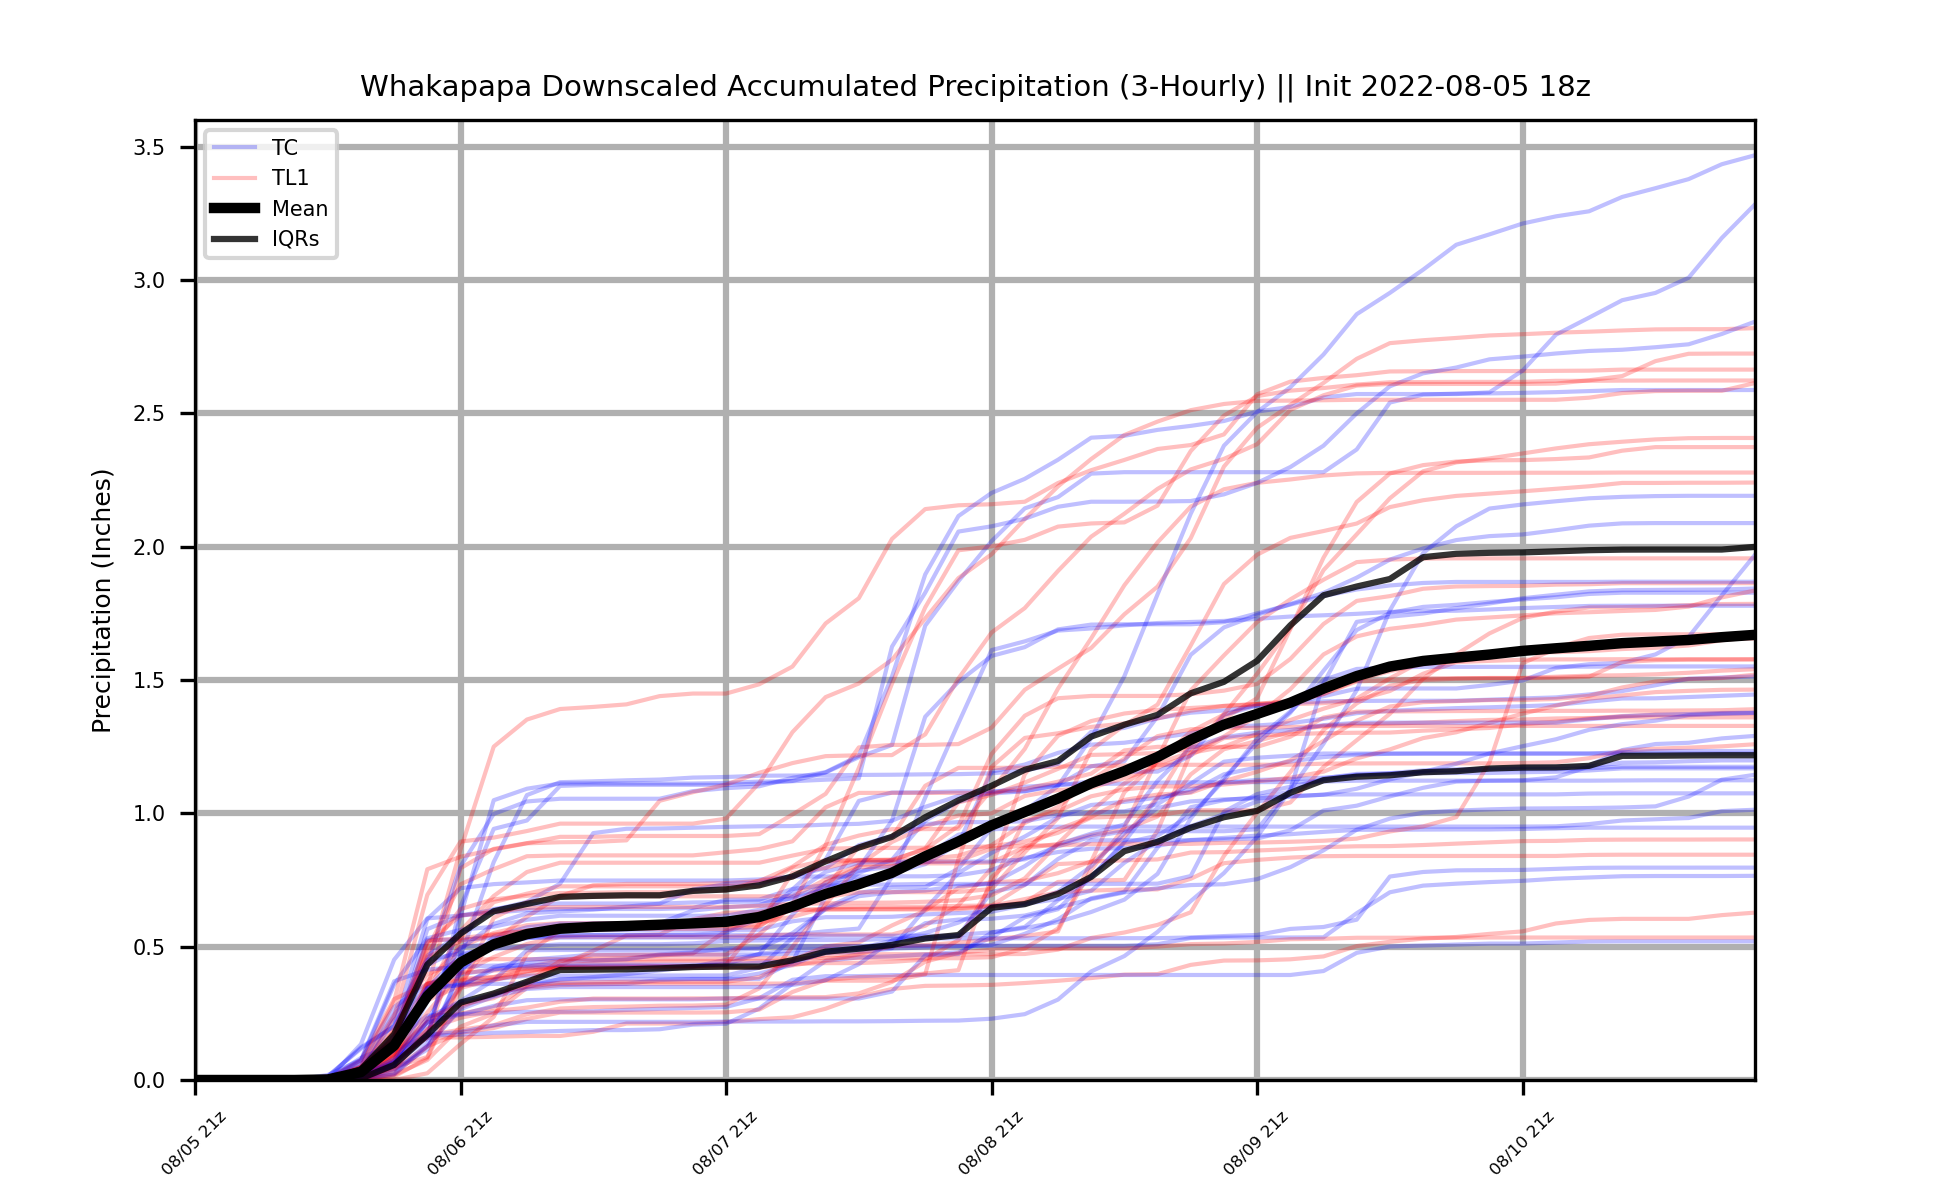 Whakapapa Downscaled Accumulated Precipitation (3-Hourly) || Init 2022-08-05 18z
TC
TL1
Mean
IQRs
Precipitation (Inches)
3.5
3.0
2.5
2.0
1.5
1.0
0.5
0.0
08/05 21z
08/06 21z
08/07 21z
08/08 21z
08/09 21z
08/10 21z